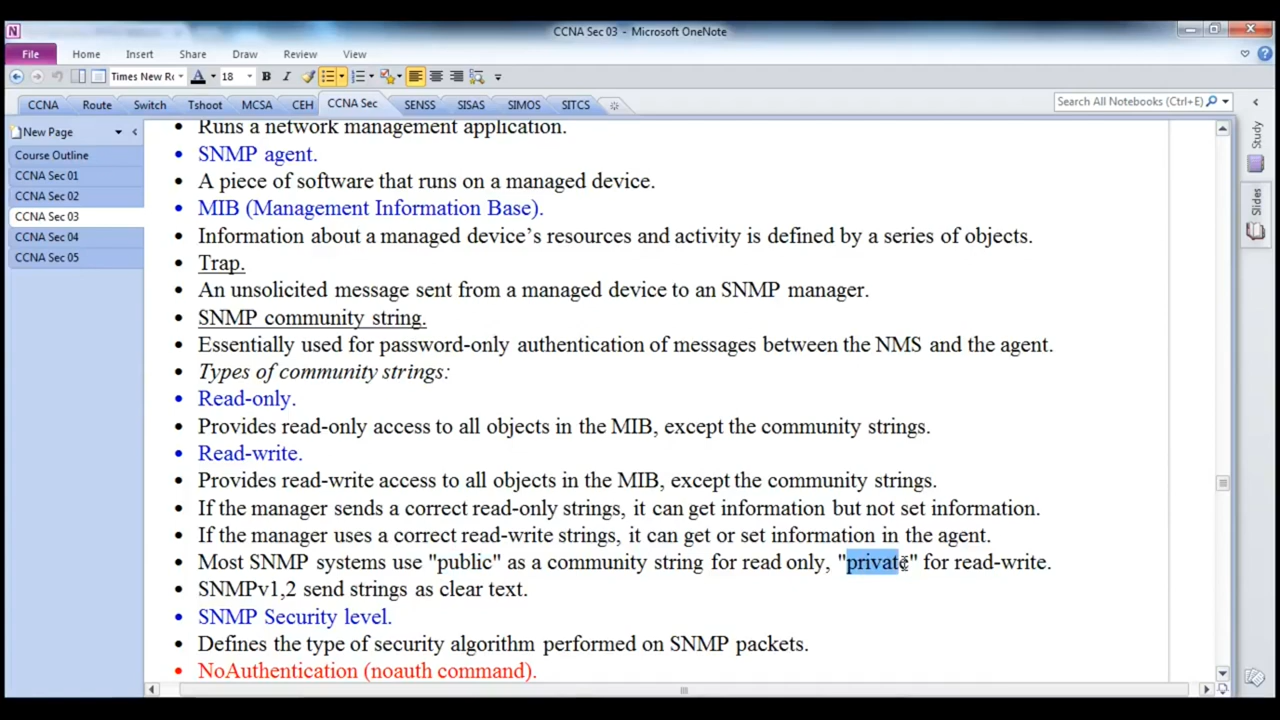 CCNA Sec 03 - Microsoft OneNote
File Home Insert Share Draw Review View
Times New Ro 18 B I
CCNA Route Switch Tshoot MCSA CEH CCNA Sec SENSS SISAS SIMOS SITCS
Search All Notebooks (Ctrl+E)
New Page
Course Outline
CCNA Sec 01
CCNA Sec 02
CCNA Sec 03
CCNA Sec 04
CCNA Sec 05
• Runs a network management application.
• SNMP agent.
• A piece of software that runs on a managed device.
• MIB (Management Information Base).
• Information about a managed device's resources and activity is defined by a series of objects.
• Trap.
• An unsolicited message sent from a managed device to an SNMP manager.
• SNMP community string.
• Essentially used for password-only authentication of messages between the NMS and the agent.
• Types of community strings:
• Read-only.
• Provides read-only access to all objects in the MIB, except the community strings.
• Read-write.
• Provides read-write access to all objects in the MIB, except the community strings.
• If the manager sends a correct read-only strings, it can get information but not set information.
• If the manager uses a correct read-write strings, it can get or set information in the agent.
• Most SNMP systems use "public" as a community string for read only, "private" for read-write.
• SNMPv1,2 send strings as clear text.
• SNMP Security level.
• Defines the type of security algorithm performed on SNMP packets.
• NoAuthentication (noauth command).
Study
Slides